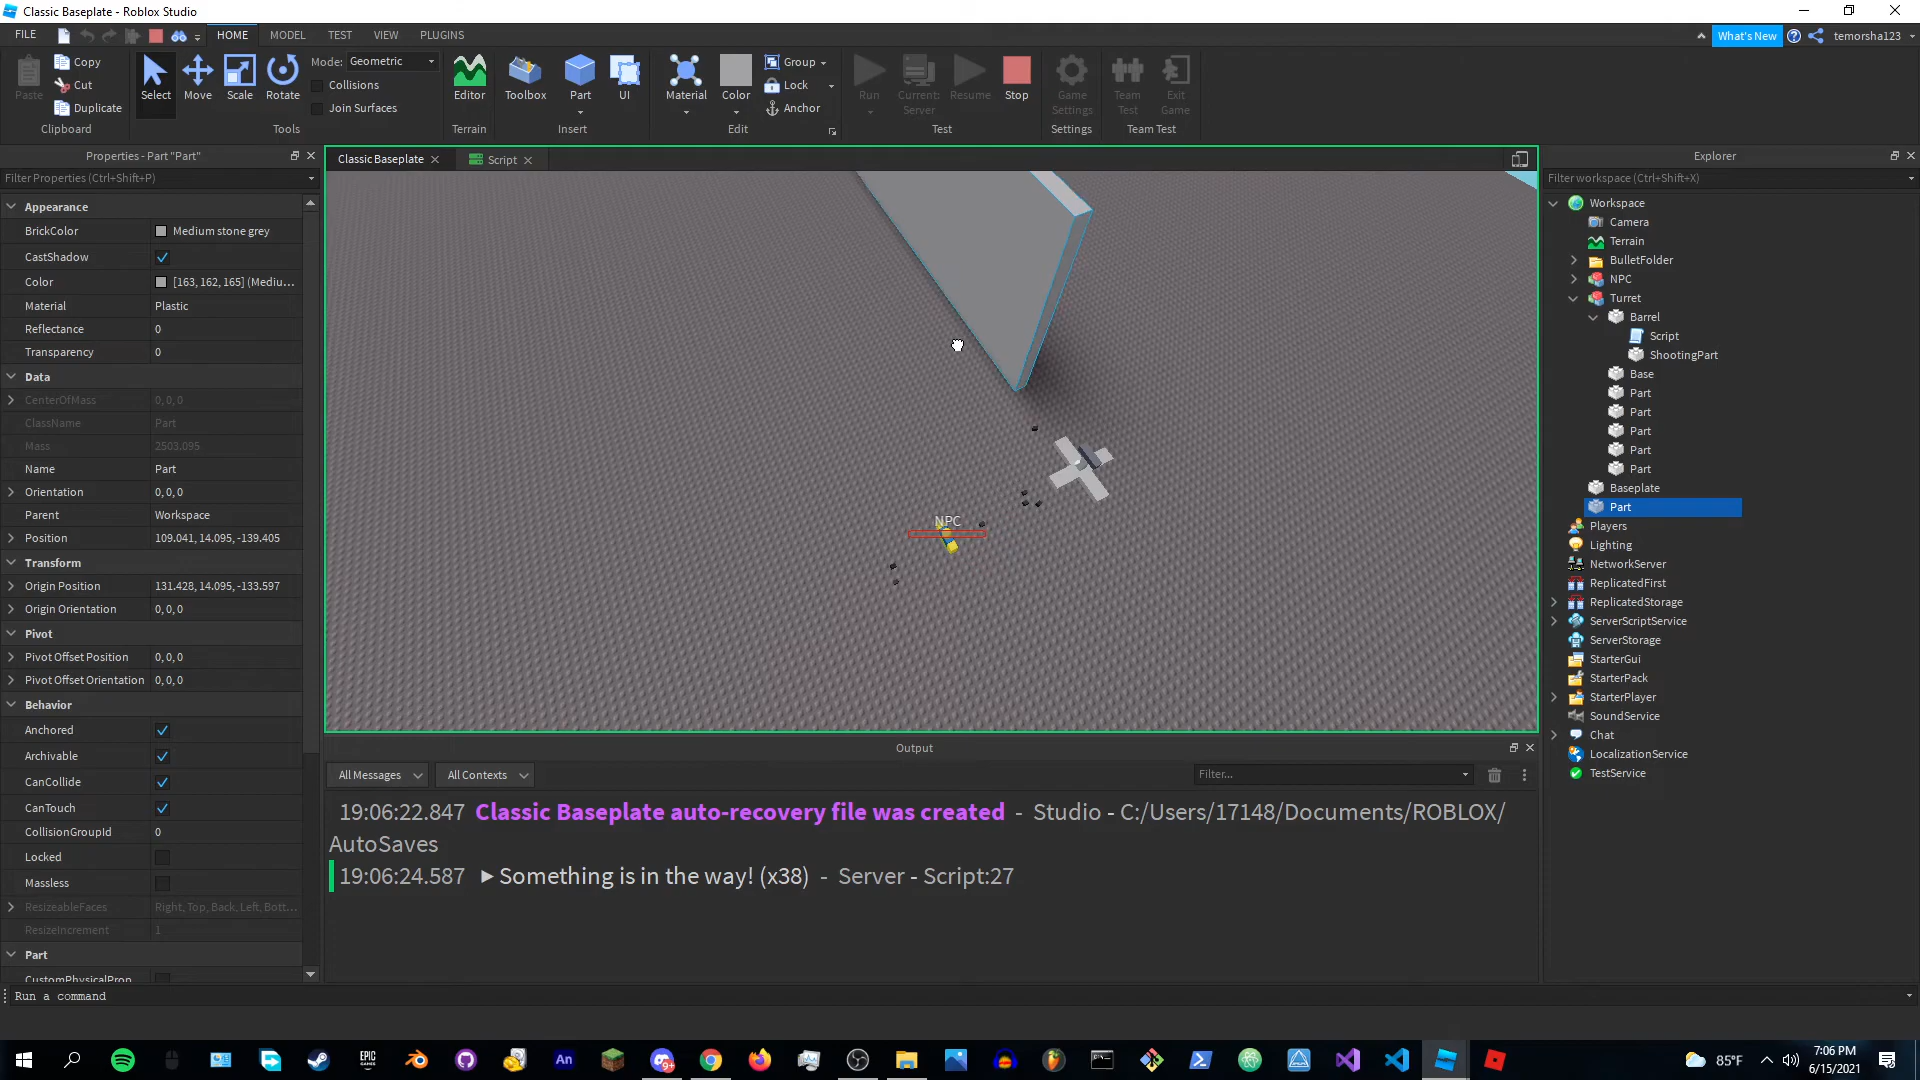 Classic Baseplate - Roblox Studio
FILE
HOME
MODEL
TEST
VIEW
PLUGINS
What's New
temorsha123
Paste
Copy
Cut
Duplicate
Clipboard
Select
Move
Scale
Rotate
Mode: Geometric
Collisions
Join Surfaces
Tools
Editor
Terrain
Toolbox
Part
UI
Insert
Material
Color
Group
Lock
Anchor
Edit
Run
Current:
Server
Resume
Stop
Test
Game
Settings
Settings
Team
Test
Exit
Game
Team Test
Properties - Part "Part"
Filter Properties (Ctrl+Shift+P)
Appearance
BrickColor Medium stone grey
CastShadow
Color [163, 162, 165] (Mediu...
Material Plastic
Reflectance 0
Transparency 0
Data
CenterOfMass 0, 0, 0
ClassName Part
Mass 2503.095
Name Part
Orientation 0, 0, 0
Parent Workspace
Position 109.041, 14.095, -139.405
Transform
Origin Position 131.428, 14.095, -133.597
Origin Orientation 0, 0, 0
Pivot
Pivot Offset Position 0, 0, 0
Pivot Offset Orientation 0, 0, 0
Behavior
Anchored
Archivable
CanCollide
CanTouch
CollisionGroupId 0
Locked
Massless
ResizeableFaces Right, Top, Back, Left, Bott...
ResizeIncrement 1
Part
CustomPhysicalProp
Classic Baseplate
Script
NPC
Output
All Messages
All Contexts
Filter...
19:06:22.847 Classic Baseplate auto-recovery file was created - Studio - C:/Users/17148/Documents/ROBLOX/
AutoSaves
19:06:24.587 Something is in the way! (x38) - Server - Script:27
Explorer
Filter workspace (Ctrl+Shift+X)
Workspace
Camera
Terrain
BulletFolder
NPC
Turret
Barrel
Script
ShootingPart
Base
Part
Part
Part
Part
Part
Baseplate
Part
Players
Lighting
NetworkServer
ReplicatedFirst
ReplicatedStorage
ServerScriptService
ServerStorage
StarterGui
StarterPack
StarterPlayer
SoundService
Chat
LocalizationService
TestService
Run a command
EPIC
GAMES
An
9+
85°F
7:06 PM
6/15/2021